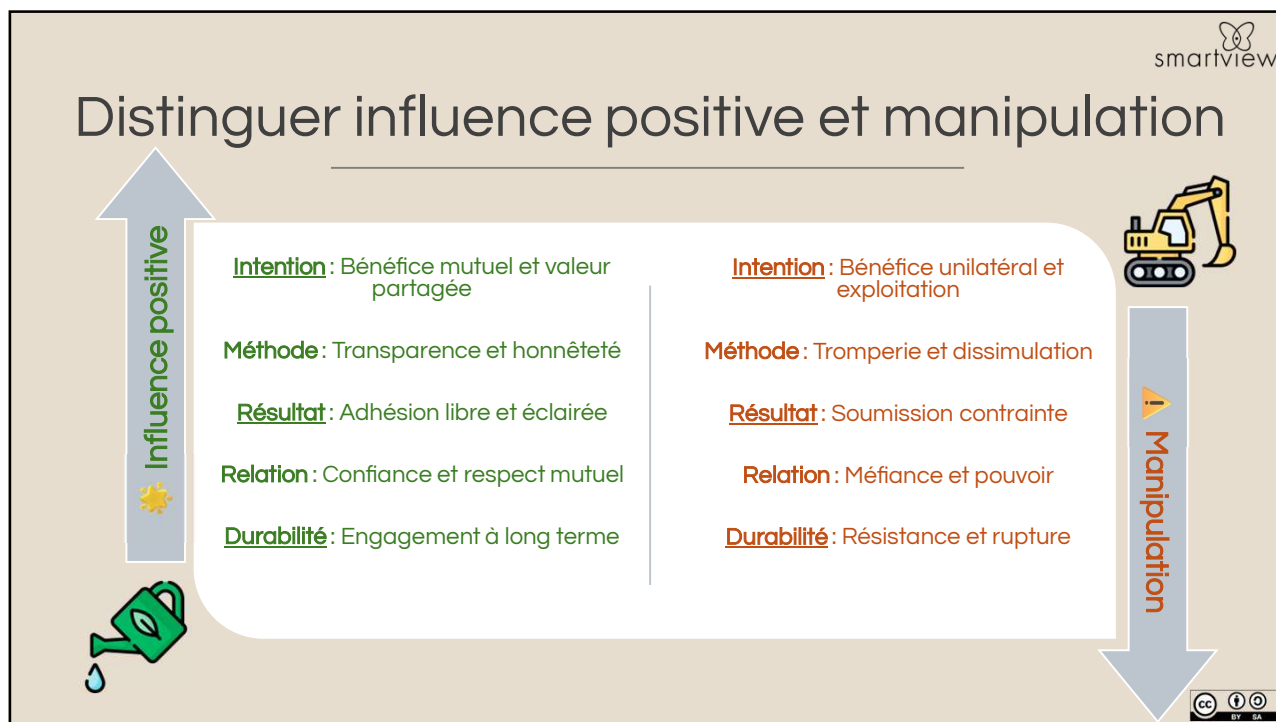 smartview
Distinguer influence positive et manipulation
Influence positive
Intention : Bénéfice mutuel et valeur
partagée
Méthode : Transparence et honnêteté
Résultat : Adhésion libre et éclairée
Relation : Confiance et respect mutuel
Durabilité : Engagement à long terme
Intention : Bénéfice unilatéral et
exploitation
Méthode : Tromperie et dissimulation
Résultat : Soumission contrainte
Relation : Méfiance et pouvoir
Durabilité : Résistance et rupture
Manipulation
cc
BY SA